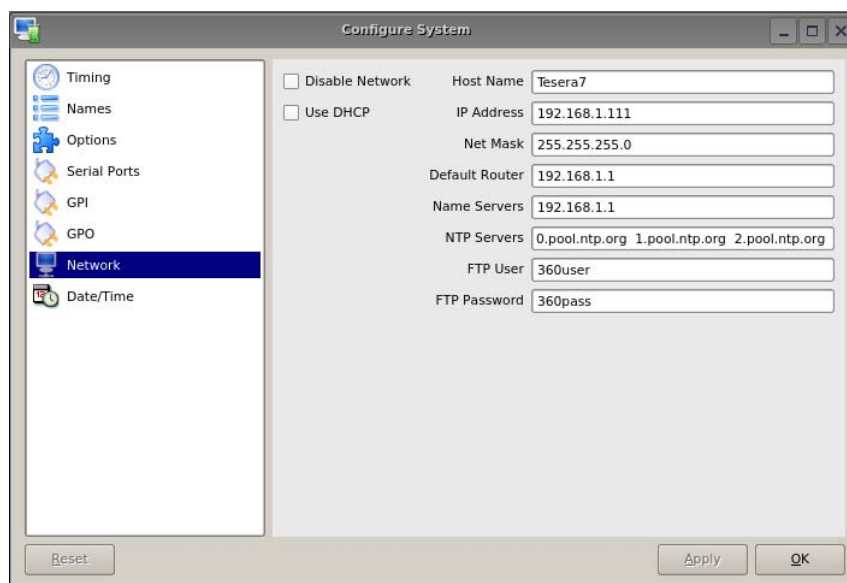 Configure System
Timing
Names
Options
Serial Ports
GPI
GPO
Network
Date/Time
Disable Network
Host Name Tesera7
Use DHCP
IP Address 192.168.1.111
Net Mask 255.255.255.0
Default Router 192.168.1.1
Name Servers 192.168.1.1
NTP Servers 0.pool.ntp.org 1.pool.ntp.org 2.pool.ntp.org
FTP User 360user
FTP Password 360pass
Reset
Apply
OK